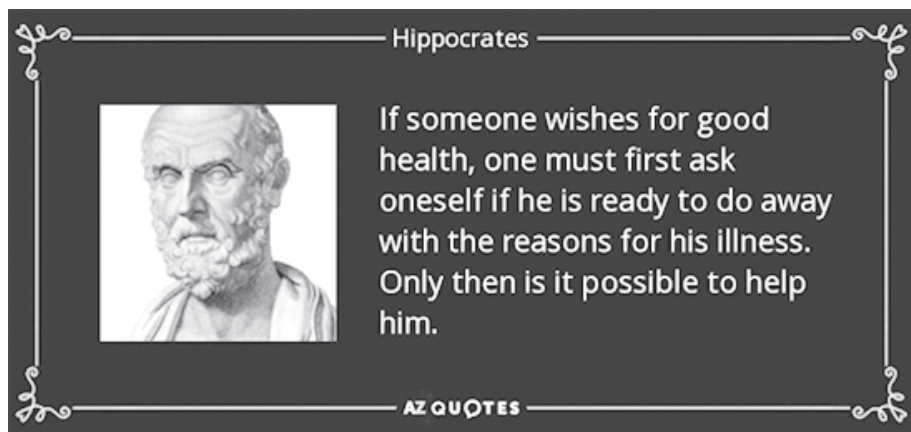 Hippocrates
If someone wishes for good
health, one must first ask
oneself if he is ready to do away
with the reasons for his illness.
Only then is it possible to help
him.
AZ QUOTES